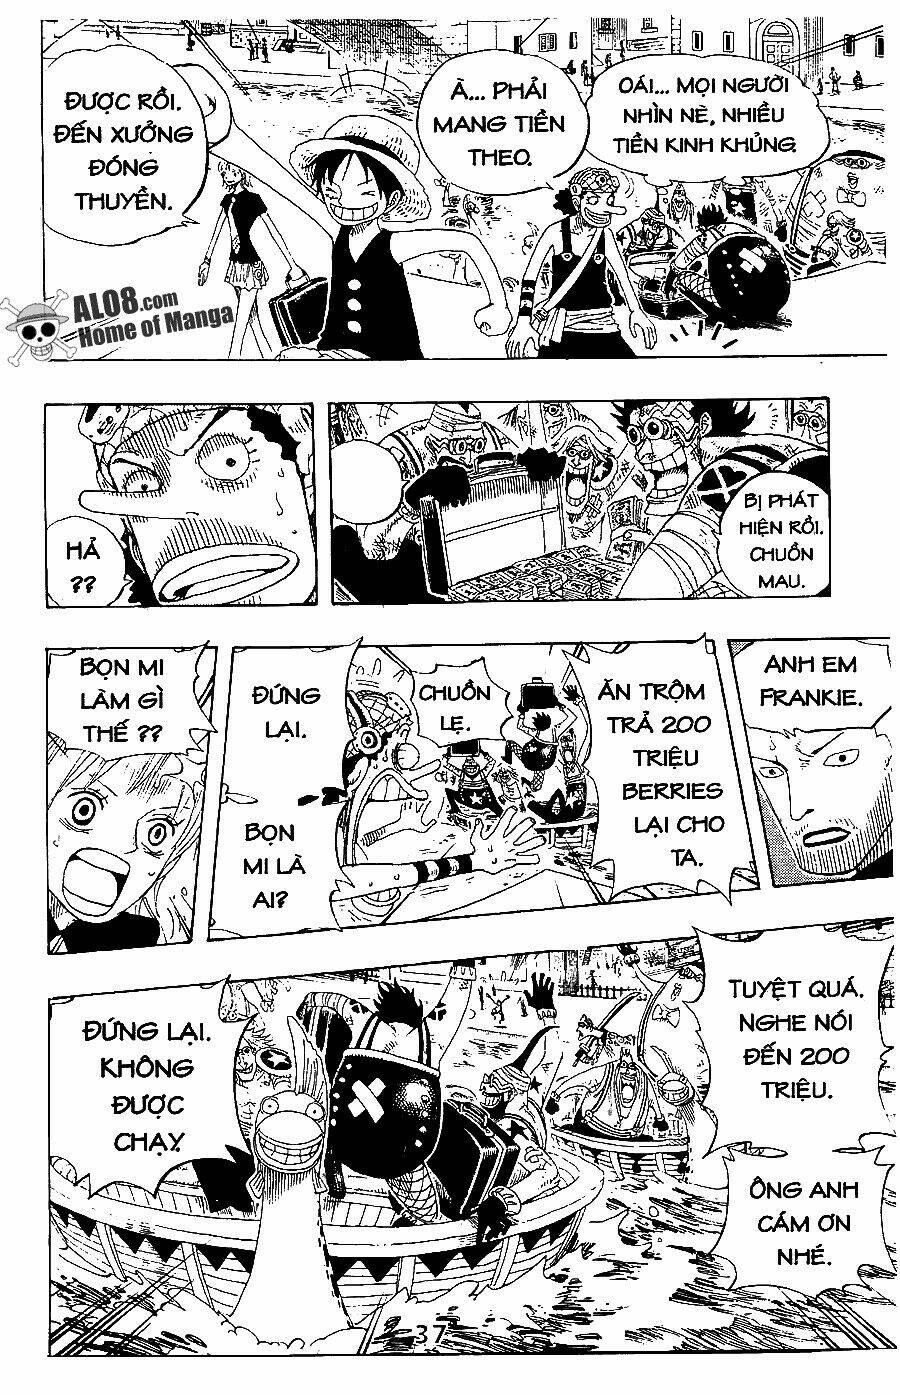 ĐƯỢC RỒI.
ĐẾN XƯỞNG
ĐÓNG
THUYỀN.
À... PHẢI
MANG TIỀN
THEO.
OÁI... MỌI NGƯỜI
NHÌN NÈ, NHIỀU
TIỀN KINH KHỦNG.
AL08.com
Home of Manga
HẢ
??
BỊ PHÁT
HIỆN RỒI.
CHUỒN
MAU.
BỌN MI
LÀM GÌ
THẾ ??
ĐỨNG
LẠI.
BỌN
MI LÀ
AI?
CHUỒN
LẸ.
ĂN TRỘM
TRẢ 200
TRIỆU
BERRIES
LẠI CHO
TA.
ANH EM
FRANKIE.
ĐỨNG LẠI.
KHÔNG
ĐƯỢC
CHẠY.
TUYỆT QUÁ.
NGHE NÓI
ĐẾN 200
TRIỆU.
ÔNG ANH
CÁM ƠN
NHÉ.
37